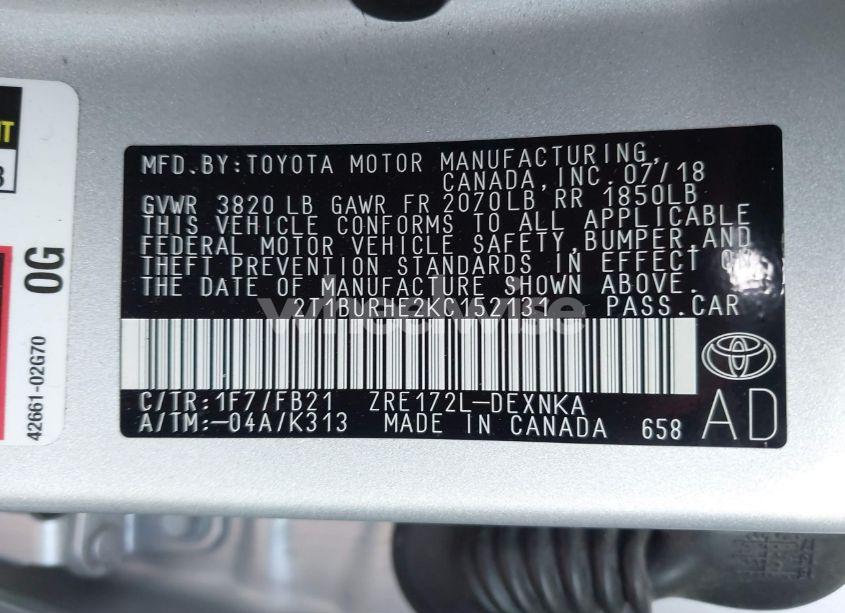 MFD.BY:TOYOTA MOTOR MANUFACTURING,
CANADA,INC. 07/18
GVWR 3820 LB GAWR FR 2070LB RR 1850LB
THIS VEHICLE CONFORMS TO ALL APPLICABLE
FEDERAL MOTOR VEHICLE SAFETY,BUMPER,AND
THEFT PREVENTION STANDARDS IN EFFECT ON
THE DATE OF MANUFACTURE SHOWN ABOVE.
2T1BURHE2KC152131 PASS.CAR
wheelwise
C/TR:1F7/FB21 ZRE172L-DEXNKA
A/TM:-04A/K313 MADE IN CANADA 658 AD
0G
42661-02G70